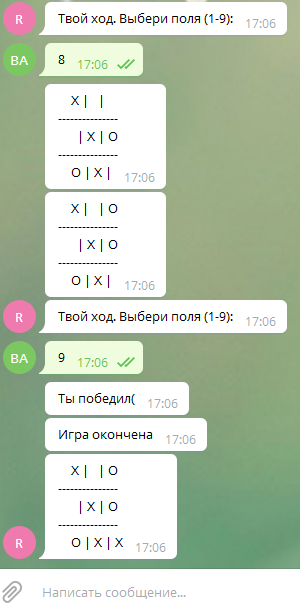 R
Твой ход. Выбери поля (1-9):
17:06
BA
8
17:06
X | |
---------------
| X | O
---------------
O | X |
17:06
X | | O
---------------
| X | O
---------------
O | X |
17:06
R
Твой ход. Выбери поля (1-9):
17:06
BA
9
17:06
Ты победил(
17:06
Игра окончена
17:06
X | | O
---------------
| X | O
---------------
O | X | X
17:06
R
Написать сообщение...